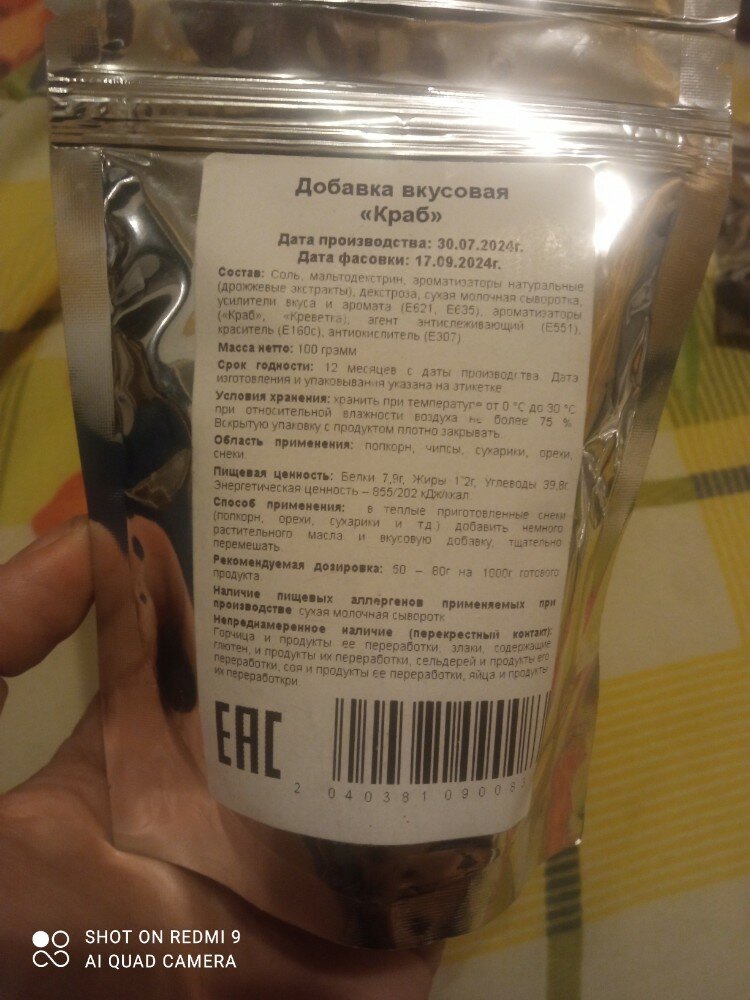 Добавка вкусовая
«Краб»
Дата производства: 30.07.2024г.
Дата фасовки: 17.09.2024г.
Состав: Соль, мальтодекстрин, ароматизаторы натуральные
(дрожжевые экстракты), декстроза, сухая молочная сыворотка,
усилители вкуса и аромата (Е621, Е635), ароматизаторы
(«Краб», «Креветка), агент антислеживающий (Е551),
краситель (Е160с), антиокислитель (Е307)
Масса нетто: 100 грамм
Срок годности: 12 месяцев с даты производства. Дата
изготовления и упаковывания указана на этикетке
Условия хранения: хранить при температуре от 0 °С до 30 °С
при относительной влажности воздуха не более 75 %
Вскрытую упаковку с продуктом плотно закрывать.
Область применения: попкорн, чипсы, сухарики, орехи,
снеки
Пищевая ценность: Белки 7,9г, Жиры г, Углеводы 39,8г
Энергетическая ценность – 855/202 кДж/ккал
Способ применения: в теплые приготовленные снеки
(попкорн, орехи, сухарики и т.д.) добавить немного
растительного масла и вкусовую добавку, тщательно
перемешать.
Рекомендуемая дозировка: – на 1000г готового
продукта.
Наличие пищевых аллергенов применяемых при
производстве сухая молочная сыворотк
Непреднамеренное наличие (перекрестный контакт):
Горчица и продукты ее переработки, злаки, содержащие
глютен, и продукты их переработки, сельдерей и продукты его
переработки, соя и продукты ее переработки, яйца и продукты
их переработкри
EAC
2 040381 09008
SHOT ON REDMI 9
AI QUAD CAMERA